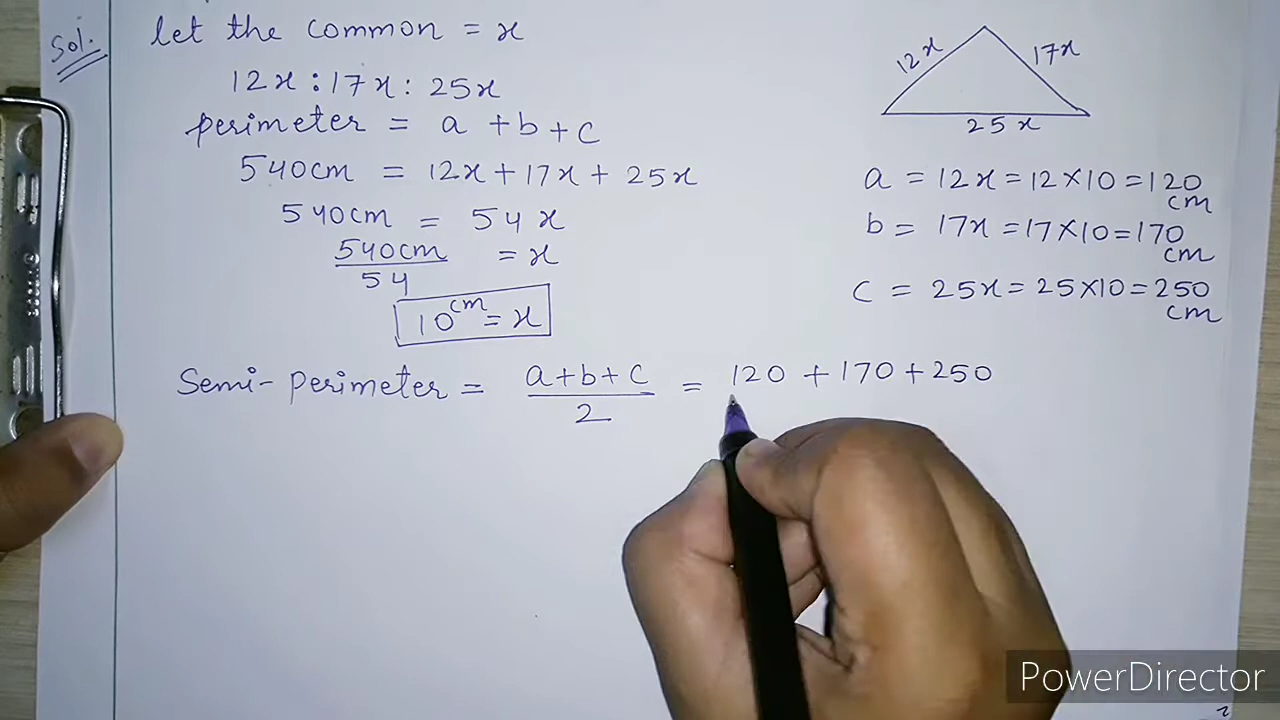 Sol.
let the common = x
12x : 17x : 25x
perimeter = a + b + c
540cm = 12x + 17x + 25x
540cm = 54x
540cm/54 = x
10cm = x
12x
17x
25x
a = 12x = 12×10 = 120 cm
b = 17x = 17×10 = 170 cm
c = 25x = 25×10 = 250 cm
Semi-perimeter = a+b+c/2 = 120 + 170 + 250
PowerDirector